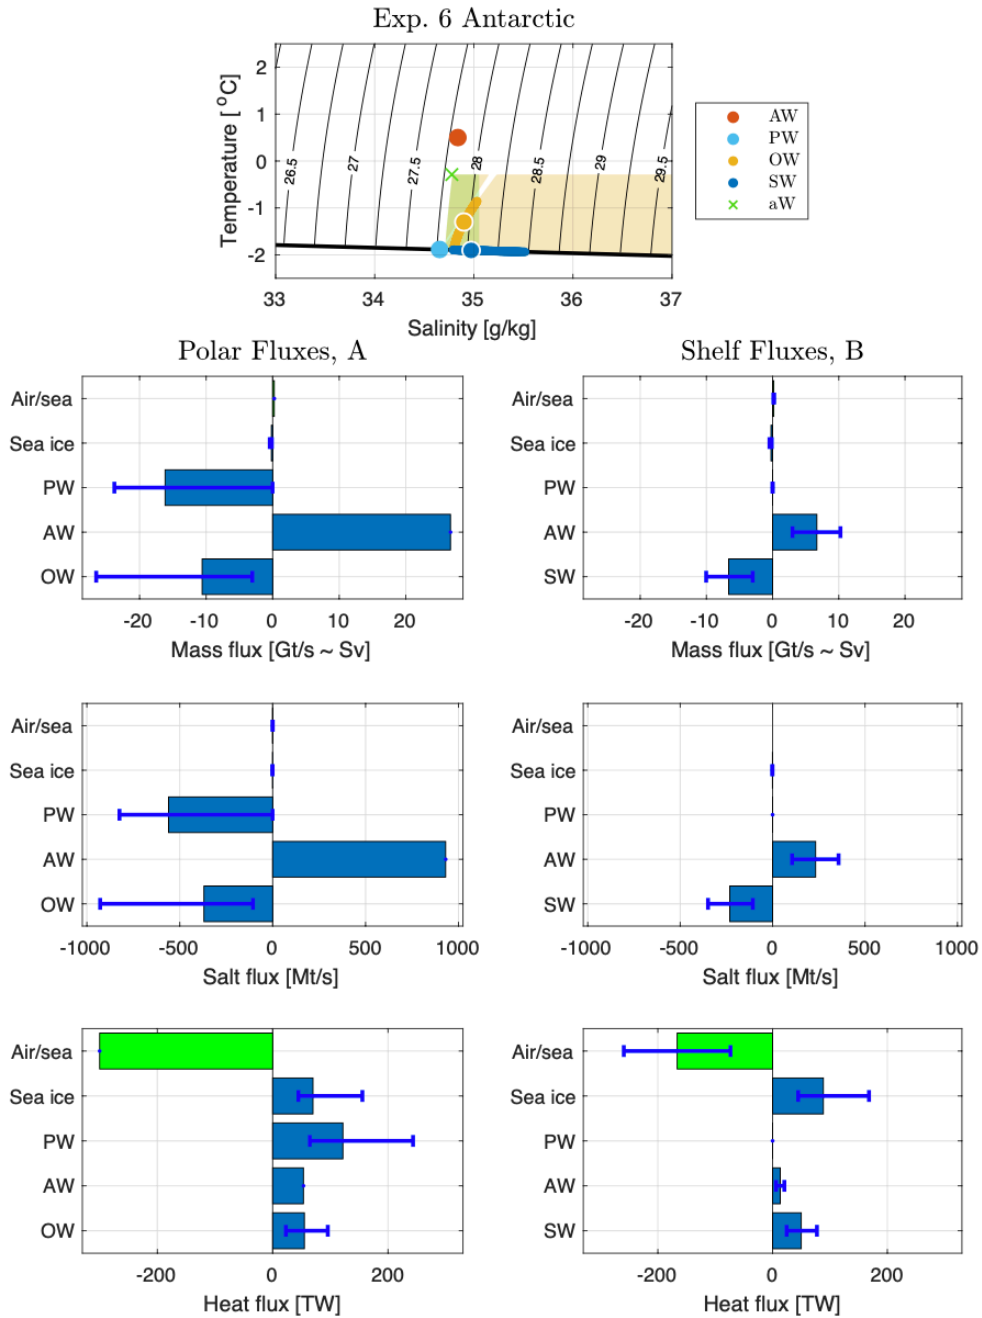 Exp. 6 Antarctic
Temperature [ °C]
2
1
0
-1
-2
26.5
27
27.5
28
28.5
29
29.5
33
34
35
36
37
Salinity [g/kg]
AW
PW
OW
SW
aW
Polar Fluxes, A
Air/sea
Sea ice
PW
AW
OW
-20
-10
0
10
20
Mass flux [Gt/s ~ Sv]
Shelf Fluxes, B
Air/sea
Sea ice
PW
AW
SW
-20
-10
0
10
20
Mass flux [Gt/s ~ Sv]
Air/sea
Sea ice
PW
AW
OW
-1000
-500
0
500
1000
Salt flux [Mt/s]
Air/sea
Sea ice
PW
AW
SW
-1000
-500
0
500
1000
Salt flux [Mt/s]
Air/sea
Sea ice
PW
AW
OW
-200
0
200
Heat flux [TW]
Air/sea
Sea ice
PW
AW
SW
-200
0
200
Heat flux [TW]